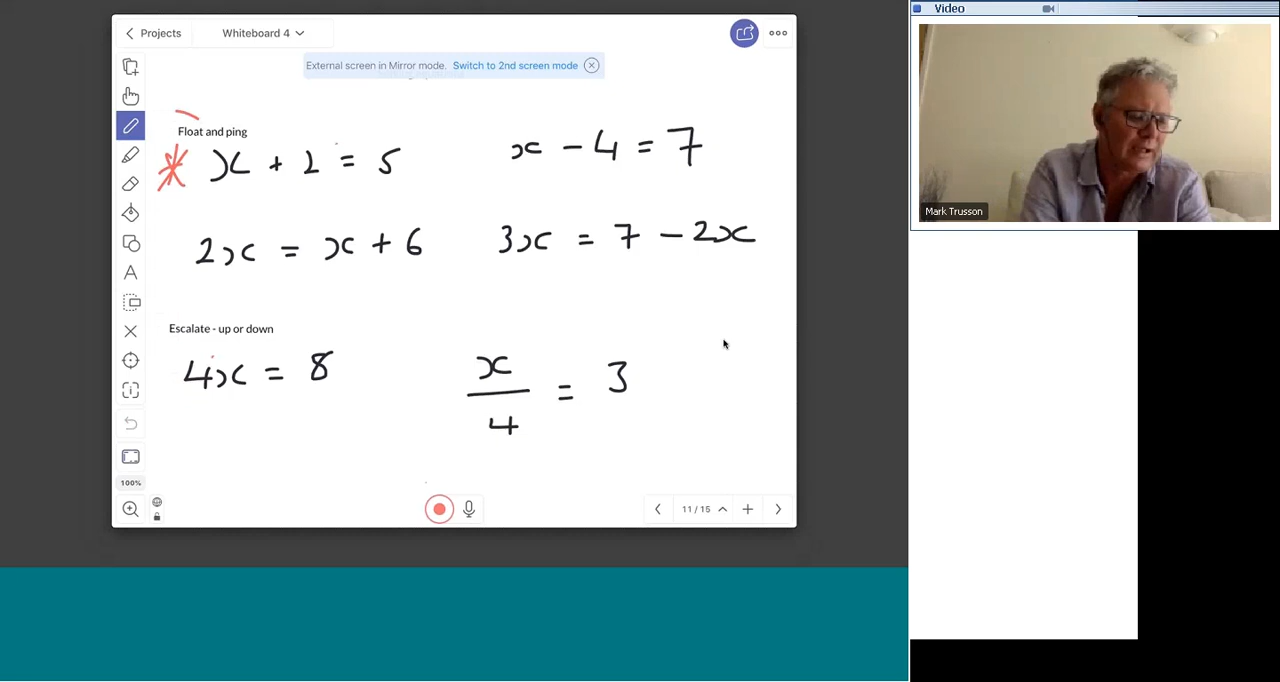 Video
Projects
Whiteboard 4
External screen in Mirror mode. Switch to 2nd screen mode
Float and ping
x + 2 = 5
x - 4 = 7
2x = x + 6
3x = 7 - 2x
Escalate - up or down
4x = 8
x
4
= 3
100%
11 / 15
Mark Trusson